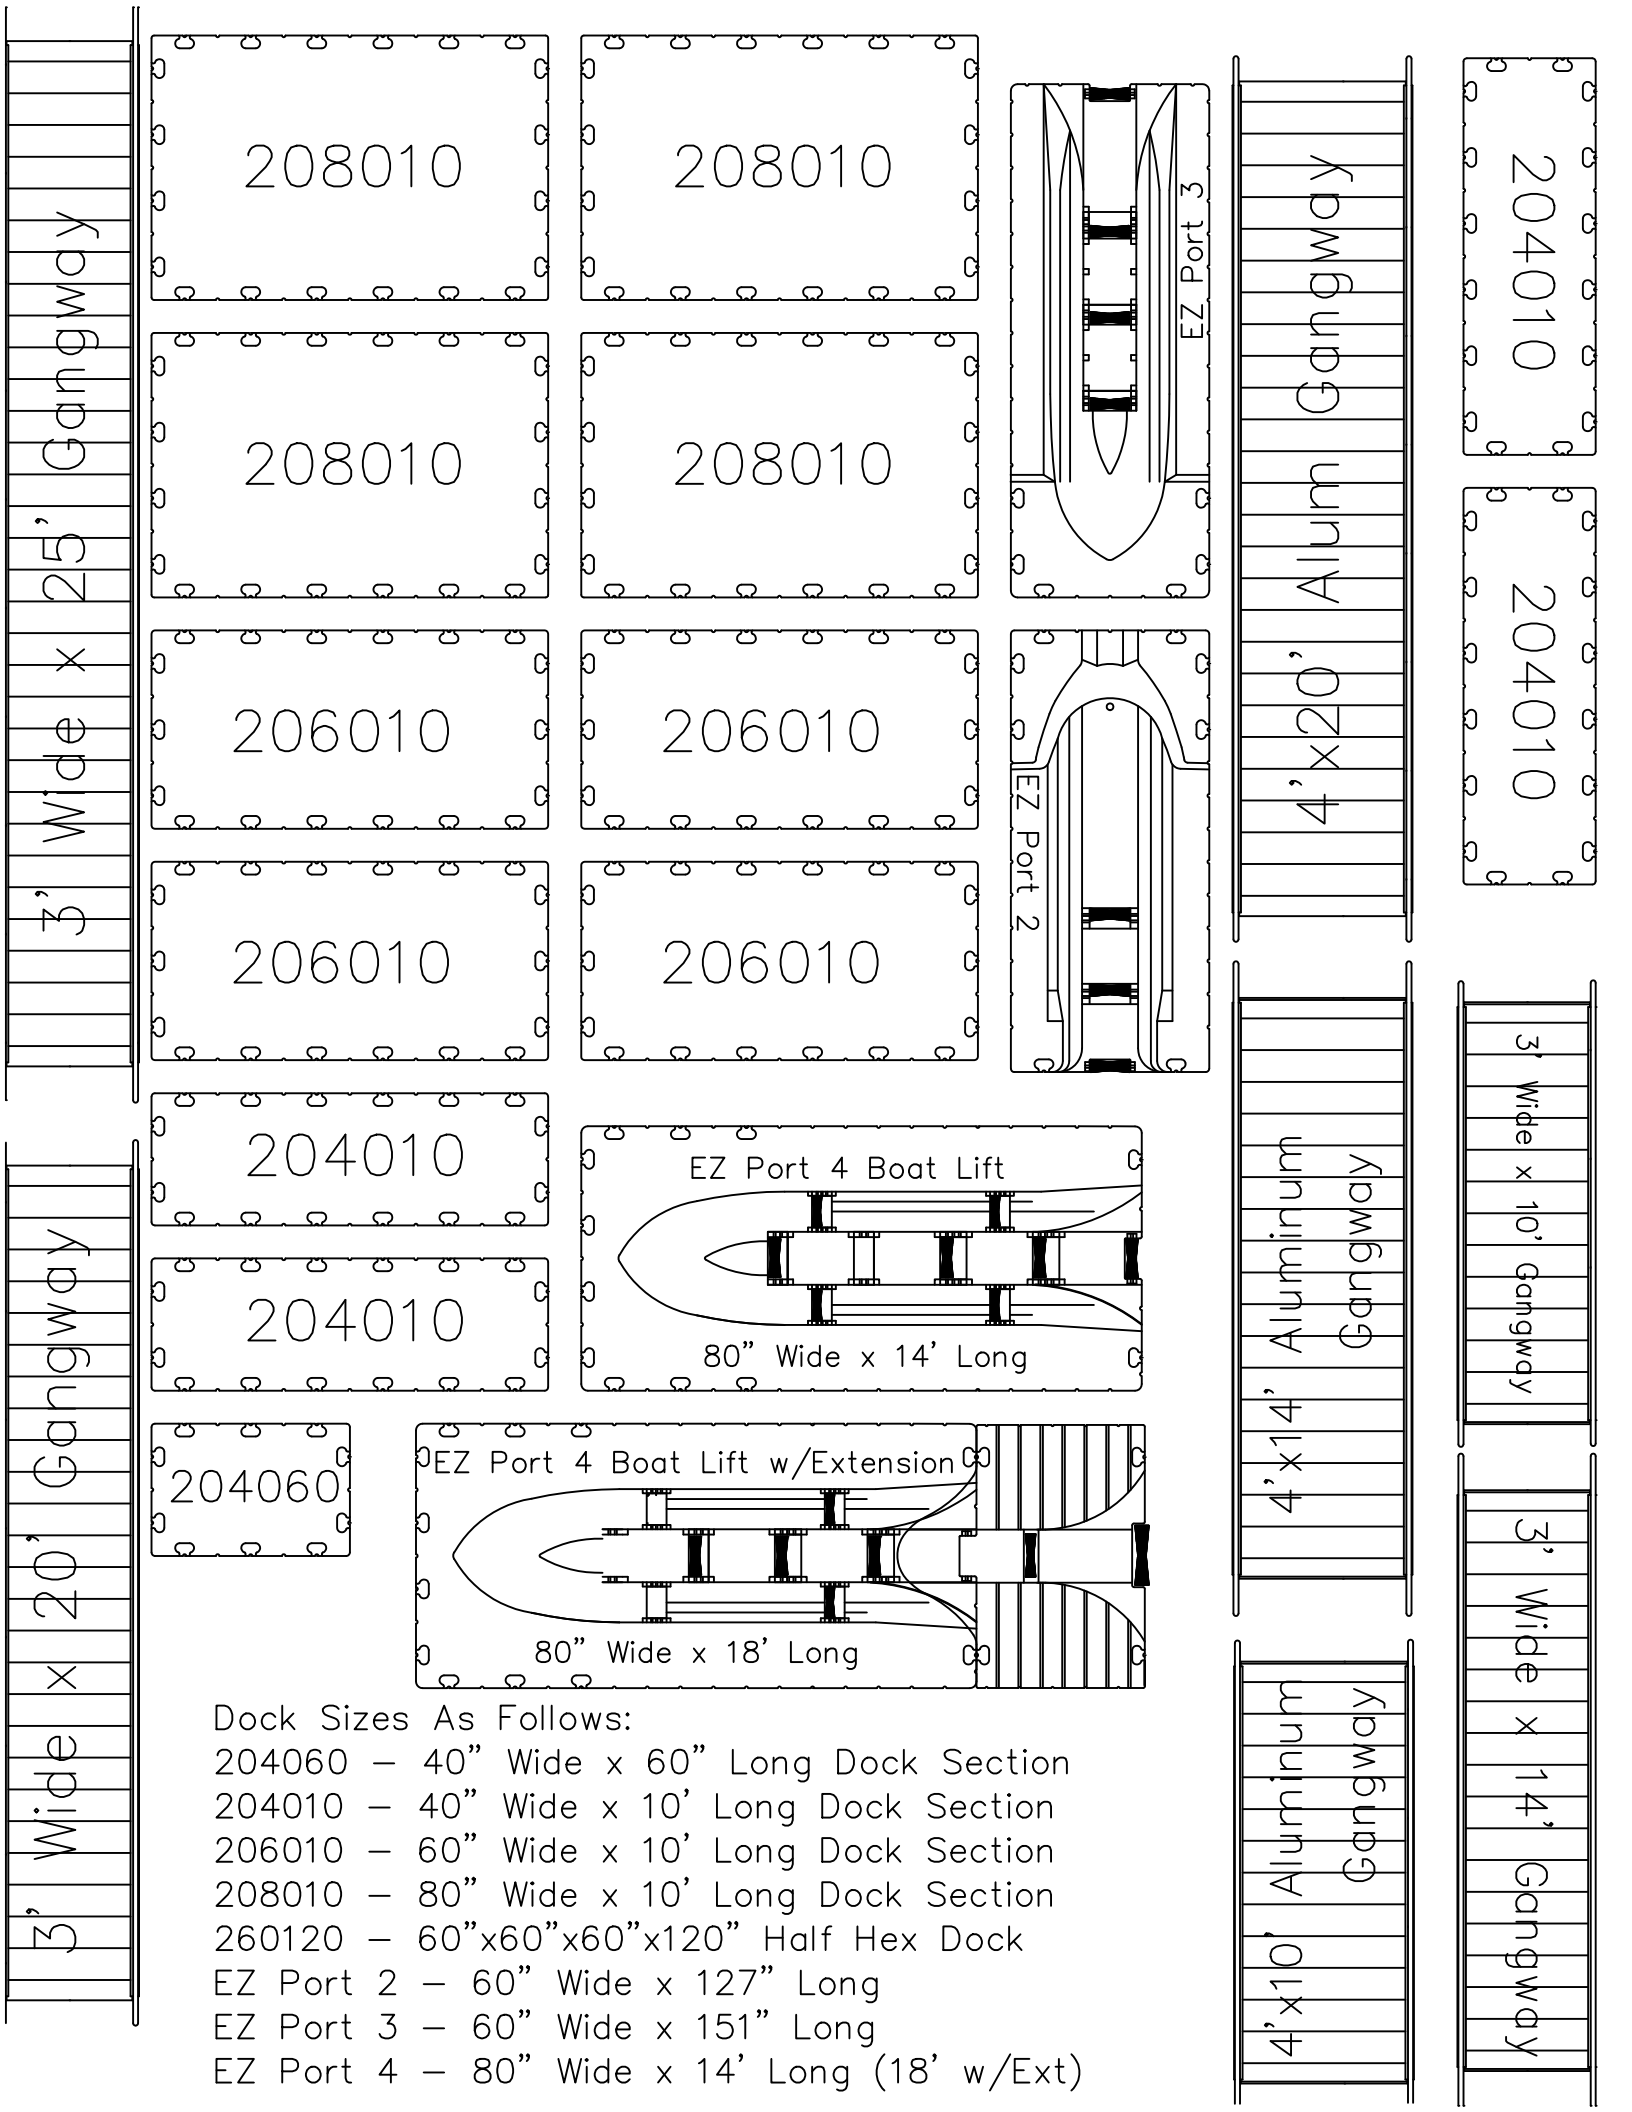 3' Wide x 25' Gangway
208010
208010
208010
208010
206010
206010
206010
206010
204010
204010
204060
3' Wide x 20' Gangway
EZ Port 3
EZ Port 2
EZ Port 4 Boat Lift
80" Wide x 14' Long
EZ Port 4 Boat Lift w/Extension
80" Wide x 18' Long
4'x20' Alum Gangway
4'x14' Aluminum
Gangway
4'x10' Aluminum
Gangway
204010
204010
3' Wide x 10' Gangway
3' Wide x 14' Gangway
Dock Sizes As Follows:
204060 – 40" Wide x 60" Long Dock Section
204010 – 40" Wide x 10' Long Dock Section
206010 – 60" Wide x 10' Long Dock Section
208010 – 80" Wide x 10' Long Dock Section
260120 – 60"x60"x60"x120" Half Hex Dock
EZ Port 2 – 60" Wide x 127" Long
EZ Port 3 – 60" Wide x 151" Long
EZ Port 4 – 80" Wide x 14' Long (18' w/Ext)